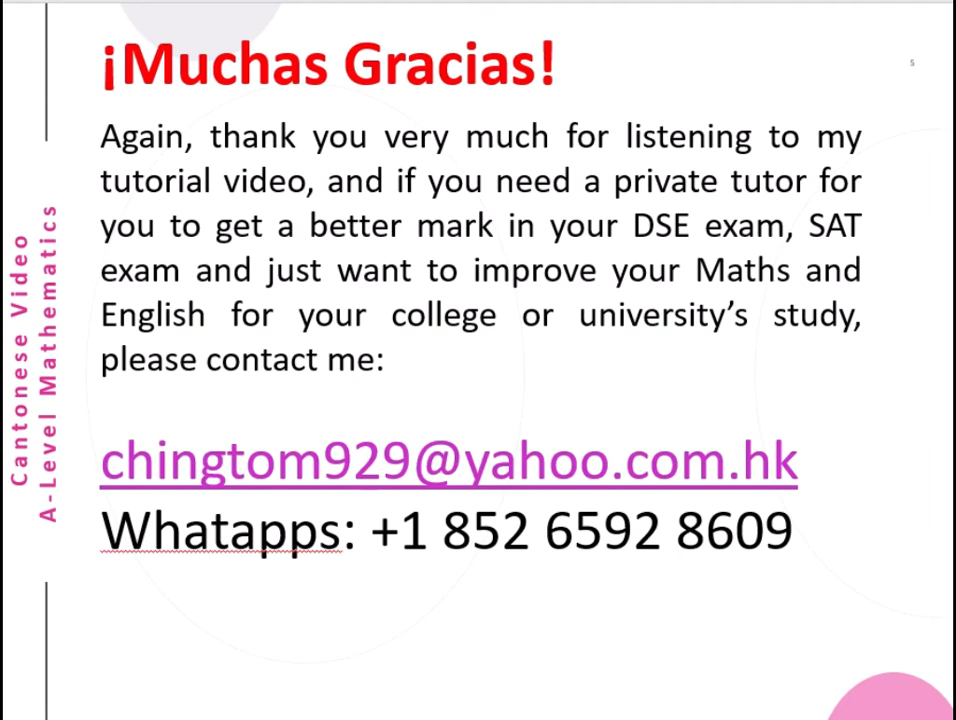 ¡Muchas Gracias!
5
Again, thank you very much for listening to my
tutorial video, and if you need a private tutor for
you to get a better mark in your DSE exam, SAT
exam and just want to improve your Maths and
English for your college or university’s study,
please contact me:
chingtom929@yahoo.com.hk
Whatapps: +1 852 6592 8609
Cantonese Video
A-Level Mathematics